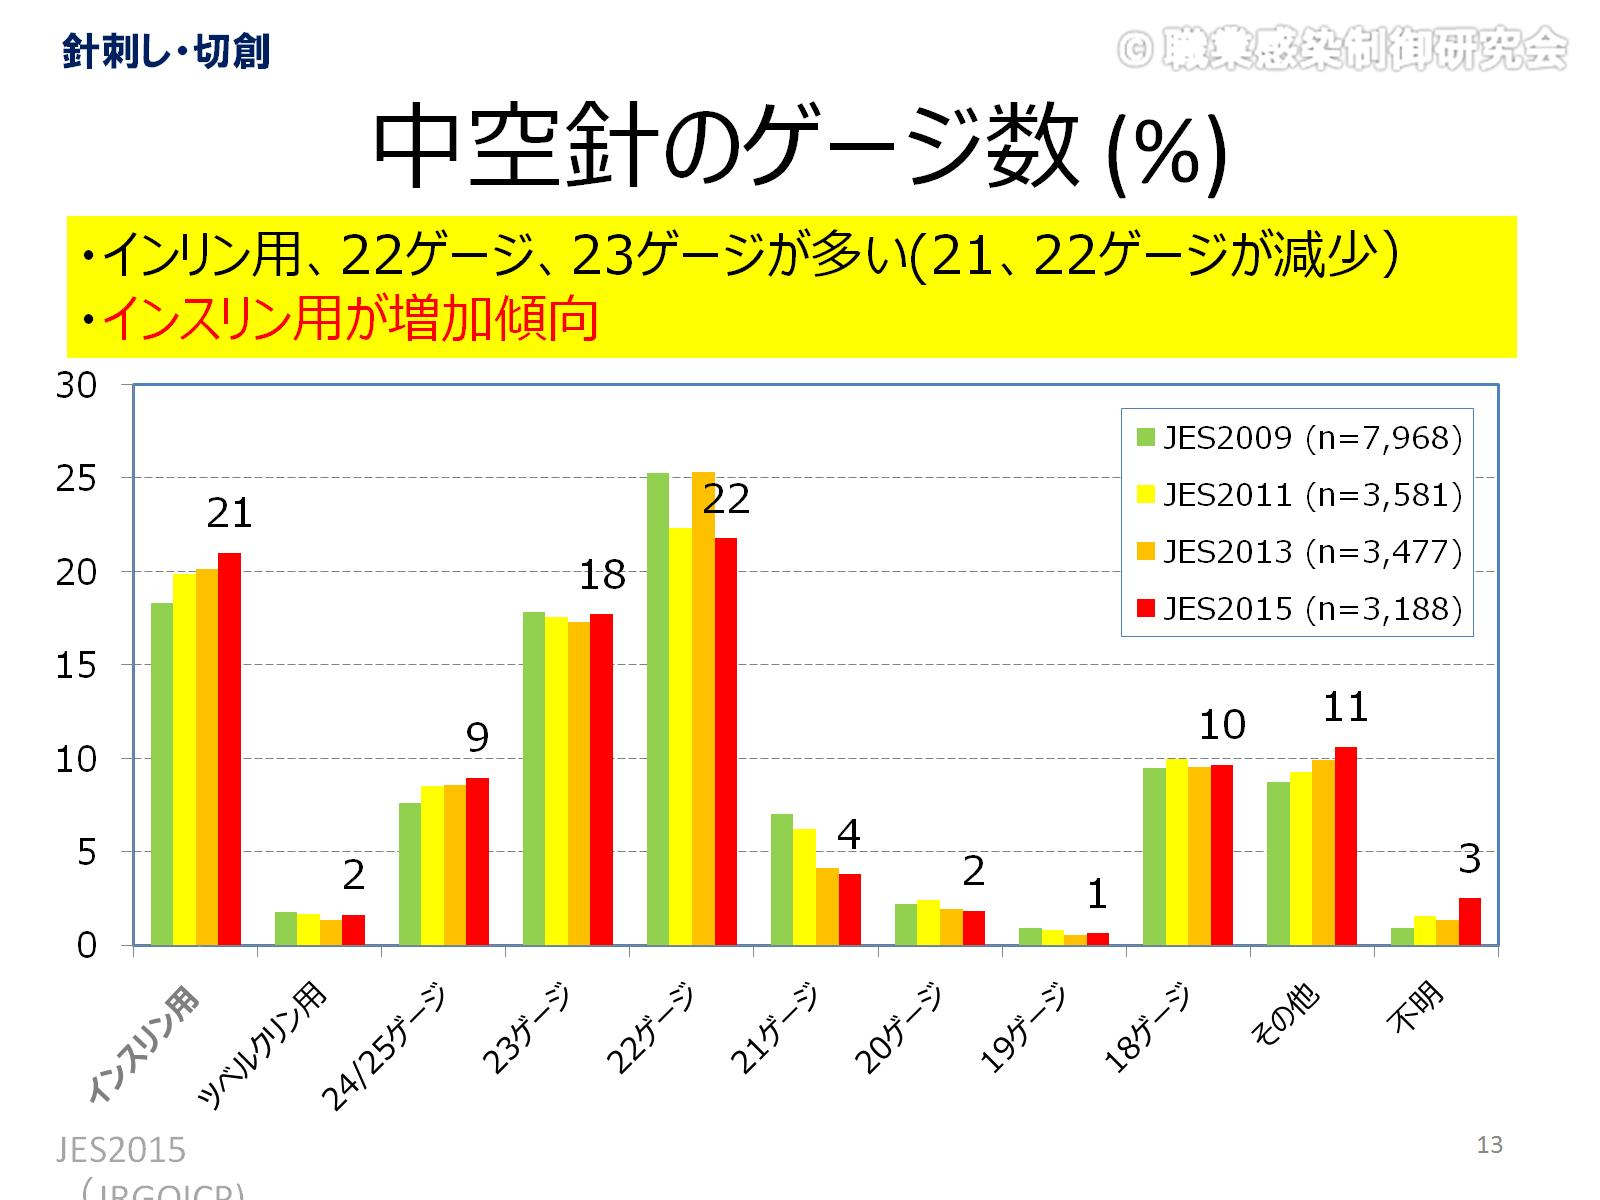 針刺し・切創
© 職業感染制御研究会
中空針のゲージ数 (%)
・インリン用、22ゲージ、23ゲージが多い(21、22ゲージが減少）
・インスリン用が増加傾向
30
25
20
15
10
5
0
JES2009 (n=7,968)
JES2011 (n=3,581)
JES2013 (n=3,477)
JES2015 (n=3,188)
21
2
9
18
22
4
2
1
10
11
3
インスリン用
ツベルクリン用
24/25ゲージ
23ゲージ
22ゲージ
21ゲージ
20ゲージ
19ゲージ
18ゲージ
その他
不明
JES2015
（JRGOICP)
13